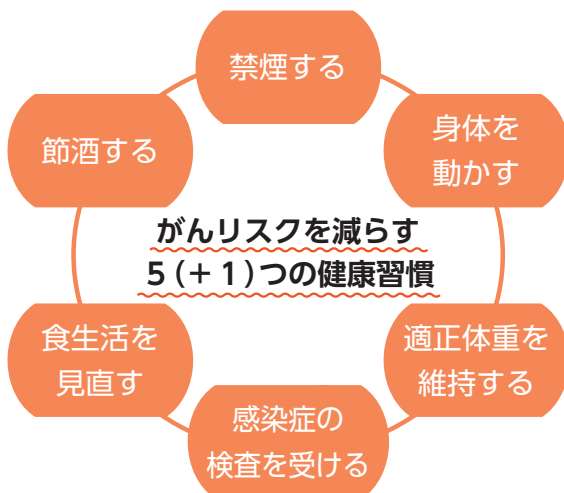 禁煙する
身体を
動かす
節酒する
がんリスクを減らす
5(+1)つの健康習慣
食生活を
見直す
適正体重を
維持する
感染症の
検査を受ける